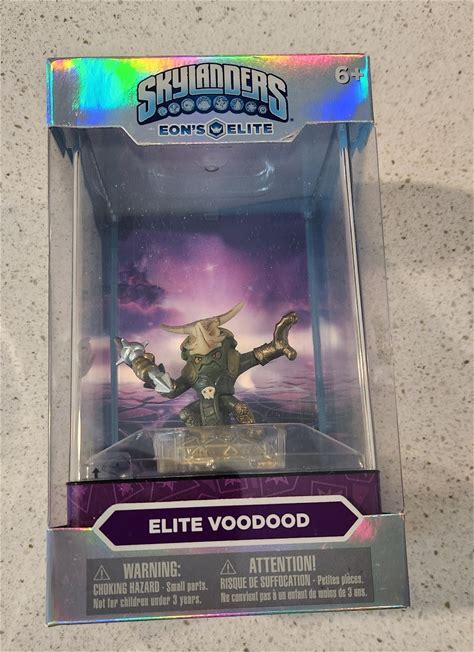 SKYLANDERS
6+
EON'S ELITE
ELITE VOODOOD
WARNING:
CHOKING HAZARD - Small parts.
Not for children under 3 years.
ATTENTION!
RISQUE DE SUFFOCATION - Petites pièces.
Ne convient pas à un enfant de moins de 3 ans.